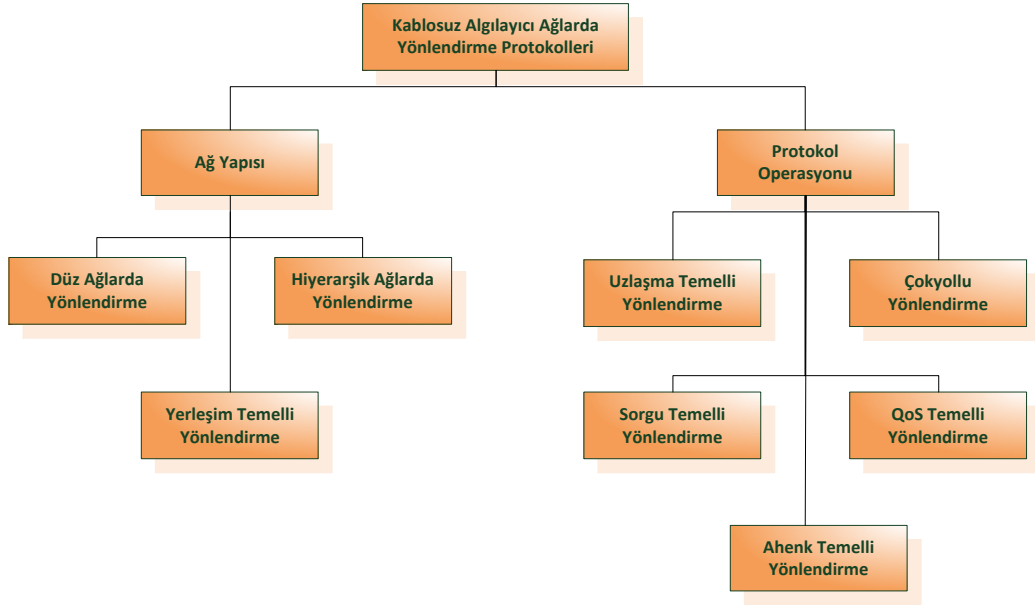 Kablosuz Algılayıcı Ağlarda
Yönlendirme Protokolleri
Ağ Yapısı
Protokol
Operasyonu
Düz Ağlarda
Yönlendirme
Hiyerarşik Ağlarda
Yönlendirme
Uzlaşma Temelli
Yönlendirme
Çokyollu
Yönlendirme
Yerleşim Temelli
Yönlendirme
Sorgu Temelli
Yönlendirme
QoS Temelli
Yönlendirme
Ahenk Temelli
Yönlendirme